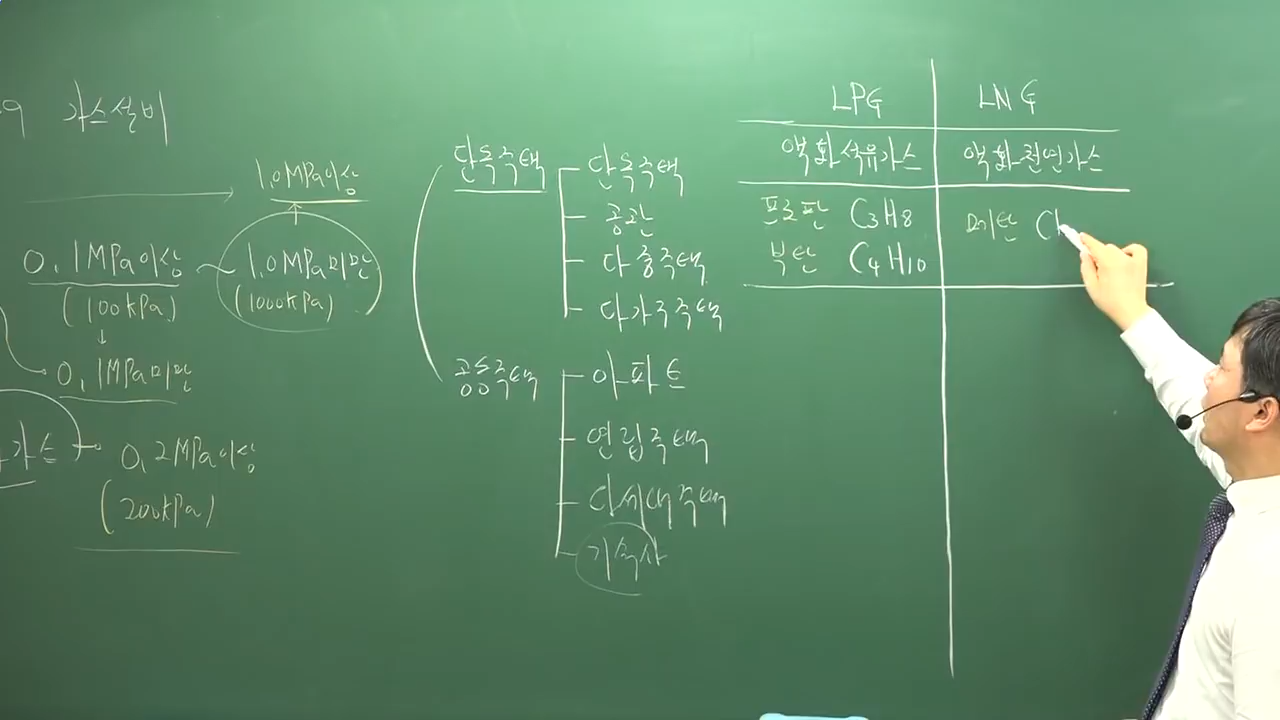 가스설비
1.0MPa이상
0.1MPa이상 ~ 1.0MPa미만
(100kPa) (1000kPa)
↓
0.1MPa미만
가스 0.2MPa이상
(200kPa)
단독주택 단독주택
공관
다중주택
다가구주택
공동주택 아파트
연립주택
다세대주택
기숙사
LPG LNG
액화석유가스 액화천연가스
프로판 C3H8 메탄 C
부탄 C4H10